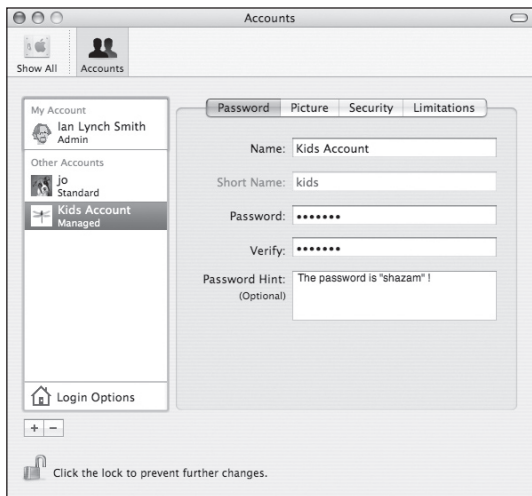 Accounts
Show All
Accounts
My Account
Ian Lynch Smith
Admin
Other Accounts
jo
Standard
Kids Account
Managed
Login Options
Password Picture Security Limitations
Name: Kids Account
Short Name: kids
Password: •••••••
Verify: •••••••
Password Hint: The password is "shazam" !
(Optional)
+ −
Click the lock to prevent further changes.